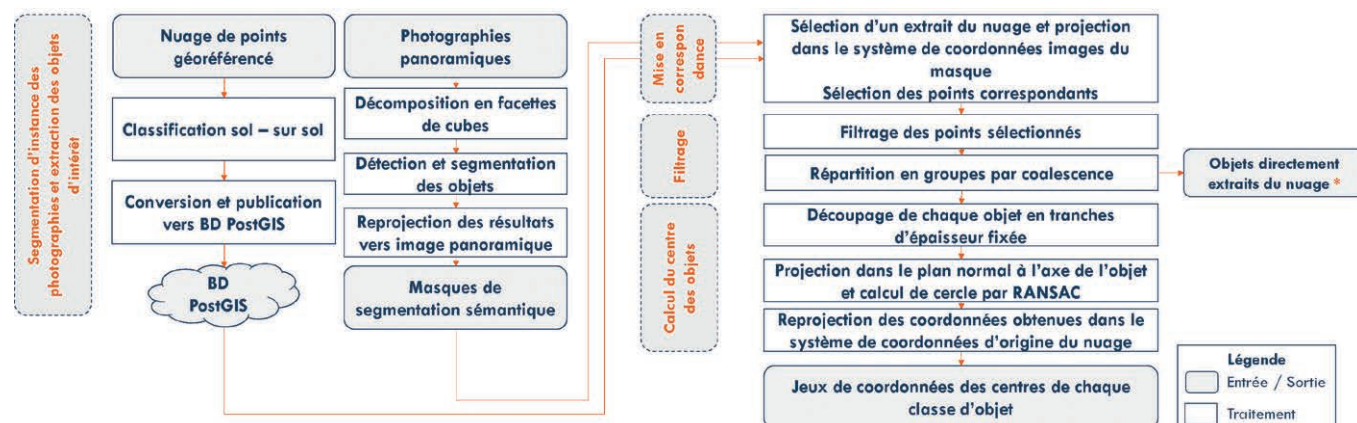 Segmentation d'instance des
photographies et extraction des objets
d'intérêt
Nuage de points
géoréférencé
Classification sol – sur sol
Conversion et publication
vers BD PostGIS
BD
PostGIS
Photographies
panoramiques
Décomposition en facettes
de cubes
Détection et segmentation
des objets
Reprojection des résultats
vers image panoramique
Masques de
segmentation sémantique
Mise en
correspon
dance
Filtrage
Calcul du centre
des objets
Sélection d'un extrait du nuage et projection
dans le système de coordonnées images du
masque
Sélection des points correspondants
Filtrage des points sélectionnés
Répartition en groupes par coalescence
Objets directement
extraits du nuage *
Découpage de chaque objet en tranches
d'épaisseur fixée
Projection dans le plan normal à l'axe de l'objet
et calcul de cercle par RANSAC
Reprojection des coordonnées obtenues dans le
système de coordonnées d'origine du nuage
Jeux de coordonnées des centres de chaque
classe d'objet
Légende
Entrée / Sortie
Traitement